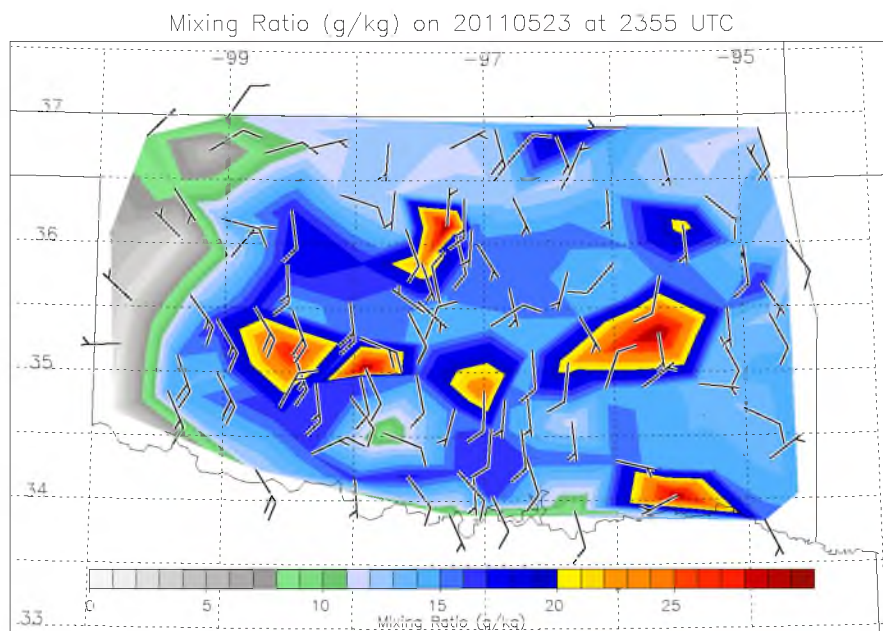 Mixing Ratio (g/kg) on 20110523 at 2355 UTC
-99 -97 -95
37
36
35
34
0 5 10 15 20 25
Mixing Ratio (g/kg)
33